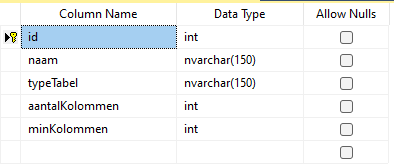 Column Name Data Type Allow Nulls
id int
naam nvarchar(150)
typeTabel nvarchar(150)
aantalKolommen int
minKolommen int